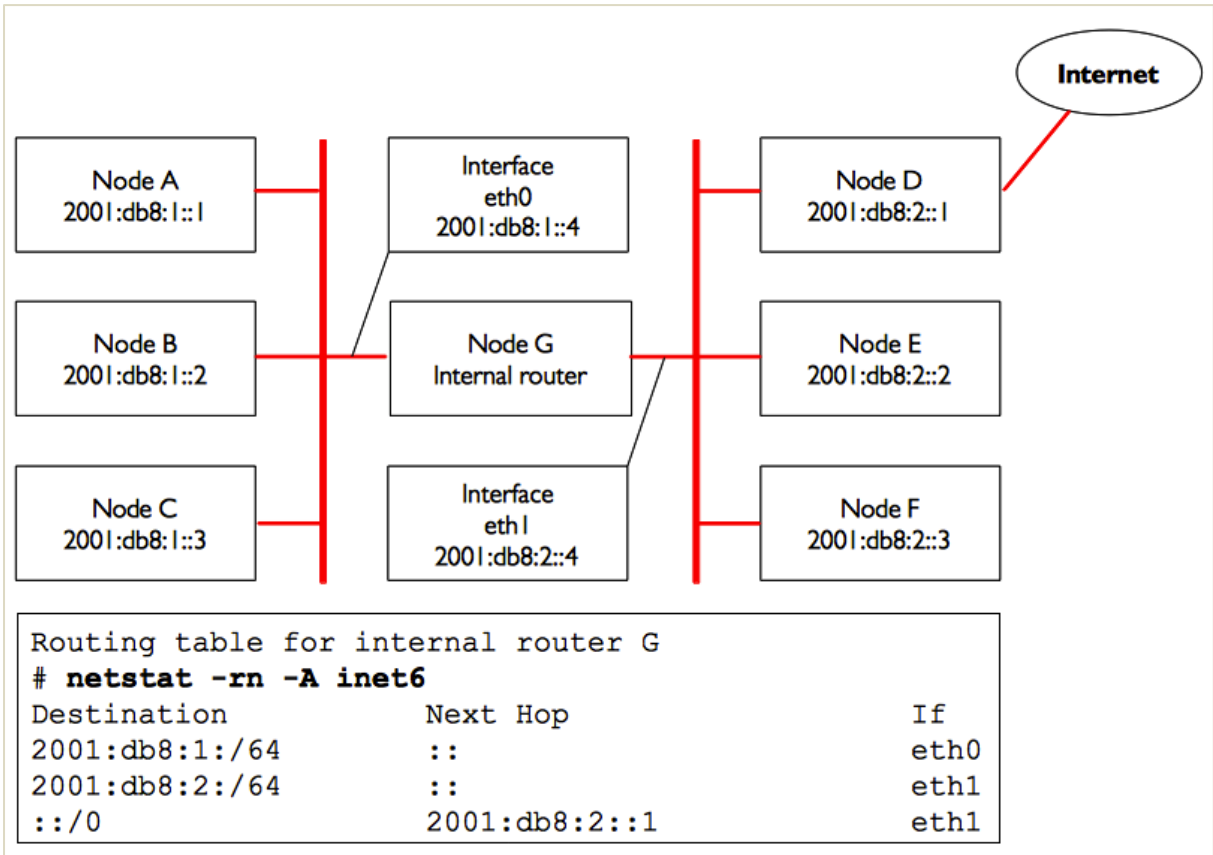 Internet
Node A
2001:db8:1::1
Interface
eth0
2001:db8:1::4
Node D
2001:db8:2::1
Node B
2001:db8:1::2
Node G
Internal router
Node E
2001:db8:2::2
Node C
2001:db8:1::3
Interface
eth1
2001:db8:2::4
Node F
2001:db8:2::3
Routing table for internal router G
# netstat -rn -A inet6
Destination Next Hop If
2001:db8:1:/64 :: eth0
2001:db8:2:/64 :: eth1
::/0 2001:db8:2::1 eth1